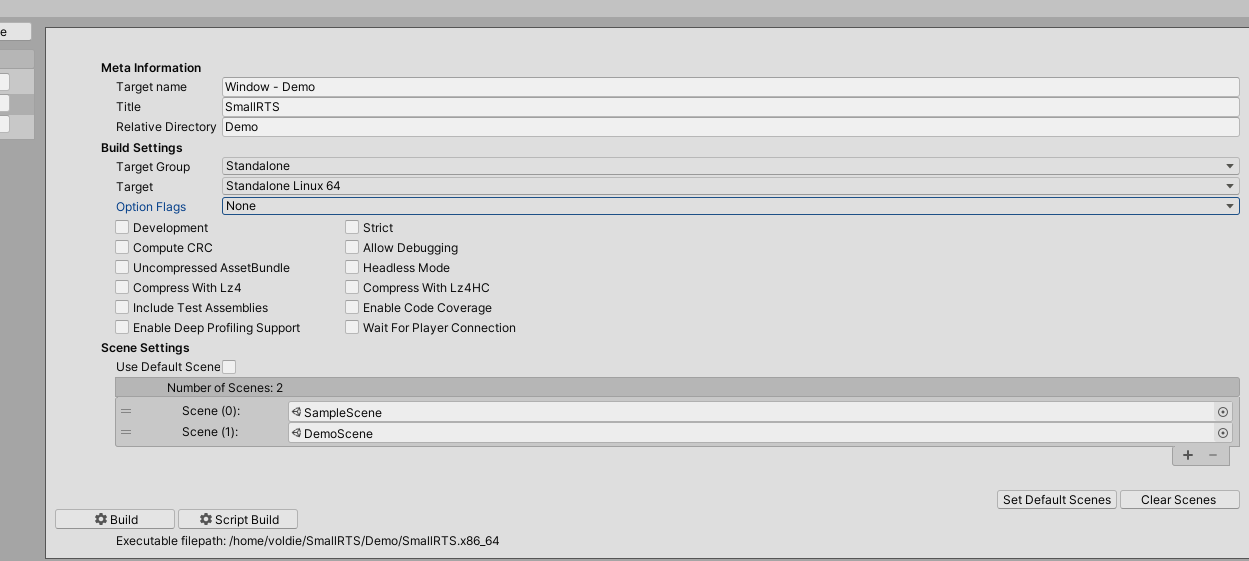 e
Meta Information
Target name Window - Demo
Title SmallRTS
Relative Directory Demo
Build Settings
Target Group Standalone
Target Standalone Linux 64
Option Flags None
Development Strict
Compute CRC Allow Debugging
Uncompressed AssetBundle Headless Mode
Compress With Lz4 Compress With Lz4HC
Include Test Assemblies Enable Code Coverage
Enable Deep Profiling Support Wait For Player Connection
Scene Settings
Use Default Scene
Number of Scenes: 2
Scene (0): SampleScene
Scene (1): DemoScene
Set Default Scenes Clear Scenes
Build Script Build
Executable filepath: /home/voldie/SmallRTS/Demo/SmallRTS.x86_64